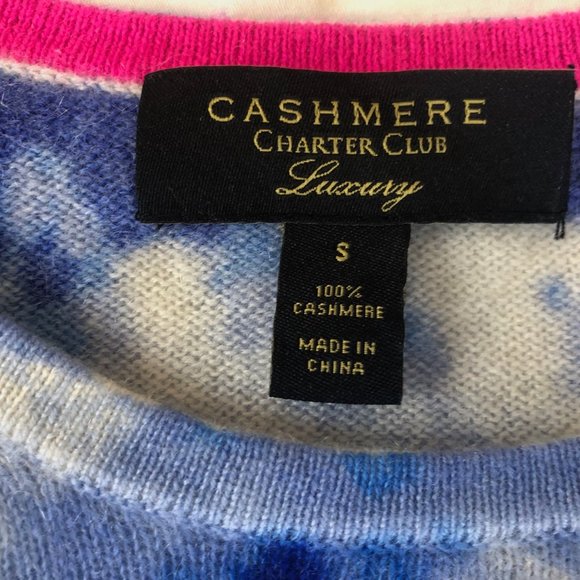 CASHMERE
CHARTER CLUB
Luxury
S
100%
CASHMERE
MADE IN
CHINA